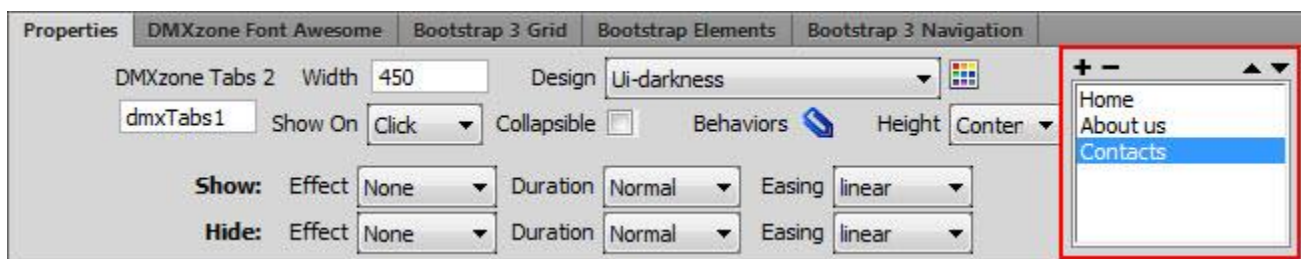 Properties DMXzone Font Awesome Bootstrap 3 Grid Bootstrap Elements Bootstrap 3 Navigation
DMXzone Tabs 2 Width 450 Design Ui-darkness
dmxTabs1 Show On Click Collapsible Behaviors Height Conter
Show: Effect None Duration Normal Easing linear
Hide: Effect None Duration Normal Easing linear
Home
About us
Contacts